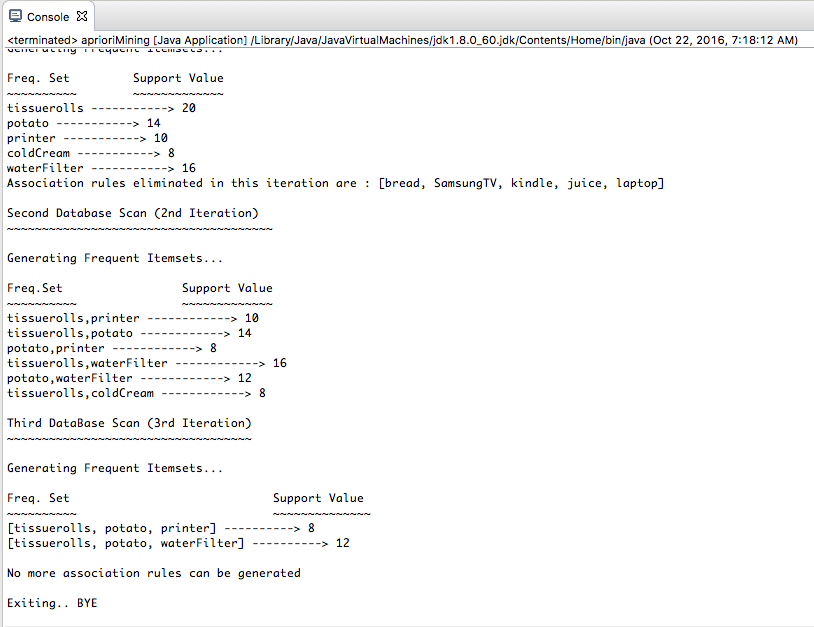 Console
<terminated> aprioriMining [Java Application] /Library/Java/JavaVirtualMachines/jdk1.8.0_60.jdk/Contents/Home/bin/java (Oct 22, 2016, 7:18:12 AM)
Generating Frequent Itemsets...
Freq. Set         Support Value
~~~~~~~~~~        ~~~~~~~~~~~~~
tissuerolls -----------> 20
potato -----------> 14
printer -----------> 10
coldCream -----------> 8
waterFilter -----------> 16
Association rules eliminated in this iteration are : [bread, SamsungTV, kindle, juice, laptop]
Second Database Scan (2nd Iteration)
~~~~~~~~~~~~~~~~~~~~~~~~~~~~~~~~~~~~~~
Generating Frequent Itemsets...
Freq.Set                 Support Value
~~~~~~~~~~               ~~~~~~~~~~~~~
tissuerolls,printer ------------> 10
tissuerolls,potato ------------> 14
potato,printer ------------> 8
tissuerolls,waterFilter ------------> 16
potato,waterFilter ------------> 12
tissuerolls,coldCream ------------> 8
Third DataBase Scan (3rd Iteration)
~~~~~~~~~~~~~~~~~~~~~~~~~~~~~~~~~~~
Generating Frequent Itemsets...
Freq. Set                             Support Value
~~~~~~~~~~                            ~~~~~~~~~~~~~~
[tissuerolls, potato, printer] ----------> 8
[tissuerolls, potato, waterFilter] ----------> 12
No more association rules can be generated
Exiting.. BYE